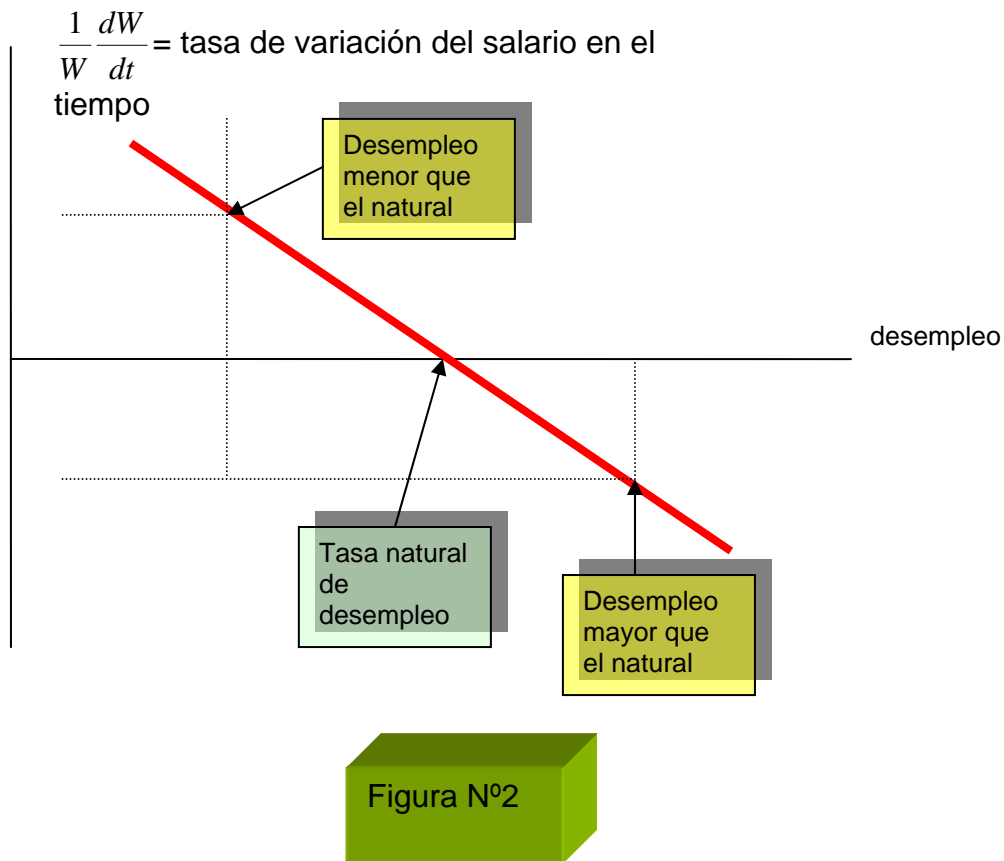 1/W dW/dt = tasa de variación del salario en el
tiempo
Desempleo
menor que
el natural
desempleo
Tasa natural
de
desempleo
Desempleo
mayor que
el natural
Figura Nº2